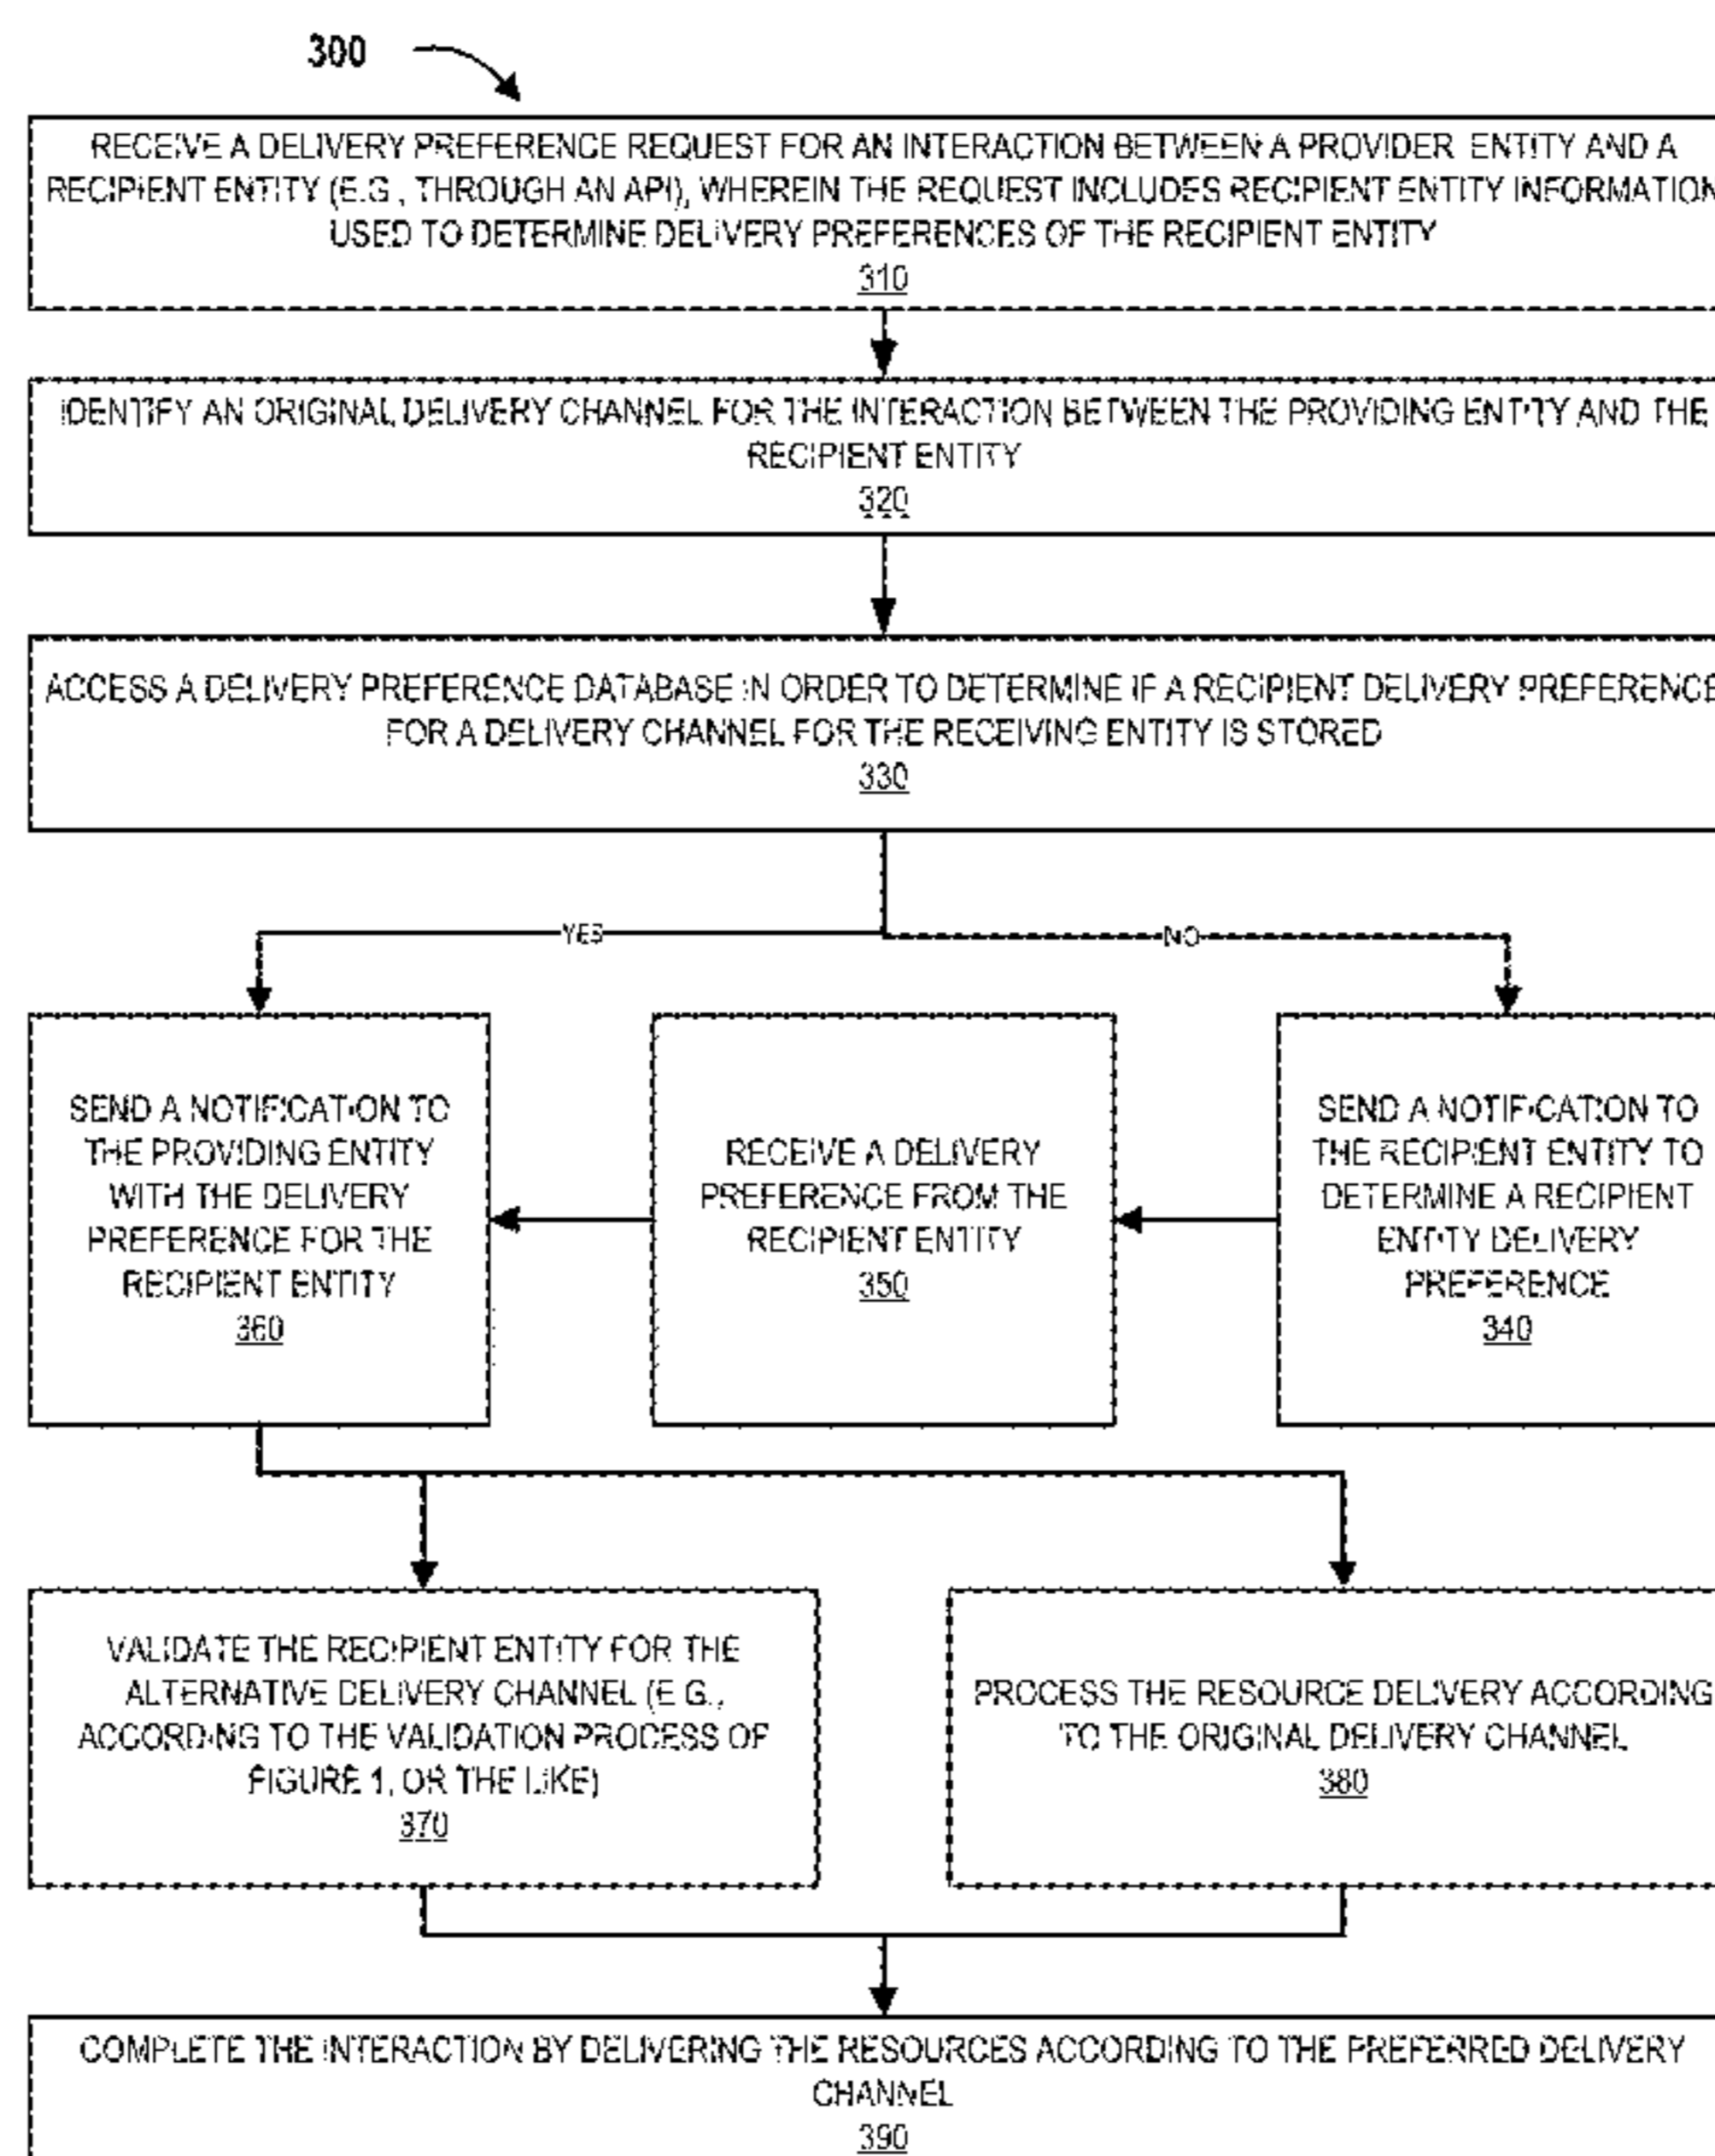 300
RECEIVE A DELIVERY PREFERENCE REQUEST FOR AN INTERACTION BETWEEN A PROVIDER ENTITY AND A
RECIPIENT ENTITY (E.G., THROUGH AN API), WHEREIN THE REQUEST INCLUDES RECIPIENT ENTITY INFORMATION
USED TO DETERMINE DELIVERY PREFERENCES OF THE RECIPIENT ENTITY
310
IDENTIFY AN ORIGINAL DELIVERY CHANNEL FOR THE INTERACTION BETWEEN THE PROVIDING ENTITY AND THE
RECIPIENT ENTITY
320
ACCESS A DELIVERY PREFERENCE DATABASE IN ORDER TO DETERMINE IF A RECIPIENT DELIVERY PREFERENCE
FOR A DELIVERY CHANNEL FOR THE RECEIVING ENTITY IS STORED
330
YES
NO
SEND A NOTIFICATION TO
THE PROVIDING ENTITY
WITH THE DELIVERY
PREFERENCE FOR THE
RECIPIENT ENTITY
360
RECEIVE A DELIVERY
PREFERENCE FROM THE
RECIPIENT ENTITY
350
SEND A NOTIFICATION TO
THE RECIPIENT ENTITY TO
DETERMINE A RECIPIENT
ENTITY DELIVERY
PREFERENCE
340
VALIDATE THE RECIPIENT ENTITY FOR THE
ALTERNATIVE DELIVERY CHANNEL (E.G.,
ACCORDING TO THE VALIDATION PROCESS OF
FIGURE 1, OR THE LIKE)
370
PROCESS THE RESOURCE DELIVERY ACCORDING
TO THE ORIGINAL DELIVERY CHANNEL
380
COMPLETE THE INTERACTION BY DELIVERING THE RESOURCES ACCORDING TO THE PREFERRED DELIVERY
CHANNEL
390